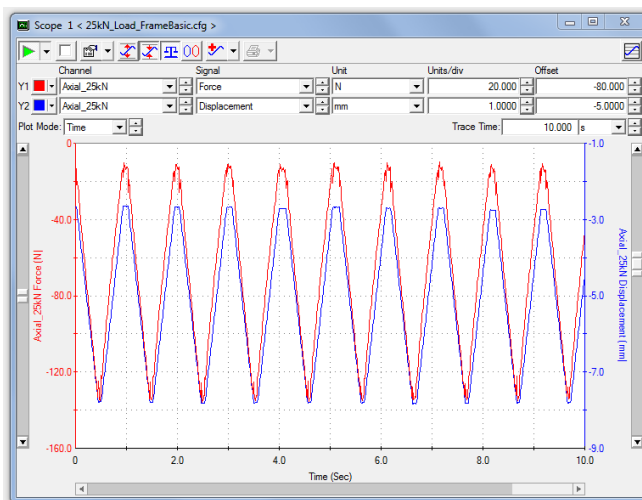 Scope 1 < 25kN_Load_FrameBasic.cfg >
Channel Signal Unit Units/div Offset
Y1 Axial_25kN Force N 20.000 -80.000
Y2 Axial_25kN Displacement mm 1.0000 -5.0000
Plot Mode: Time Trace Time: 10.000 s
0 -1.0
-40.0 -3.0
-80.0 -5.0
-120.0 -7.0
-160.0 -9.0
Axial_25kN Force (N)
Axial_25kN Displacement (mm)
0 2.0 4.0 6.0 8.0 10.0
Time (Sec)